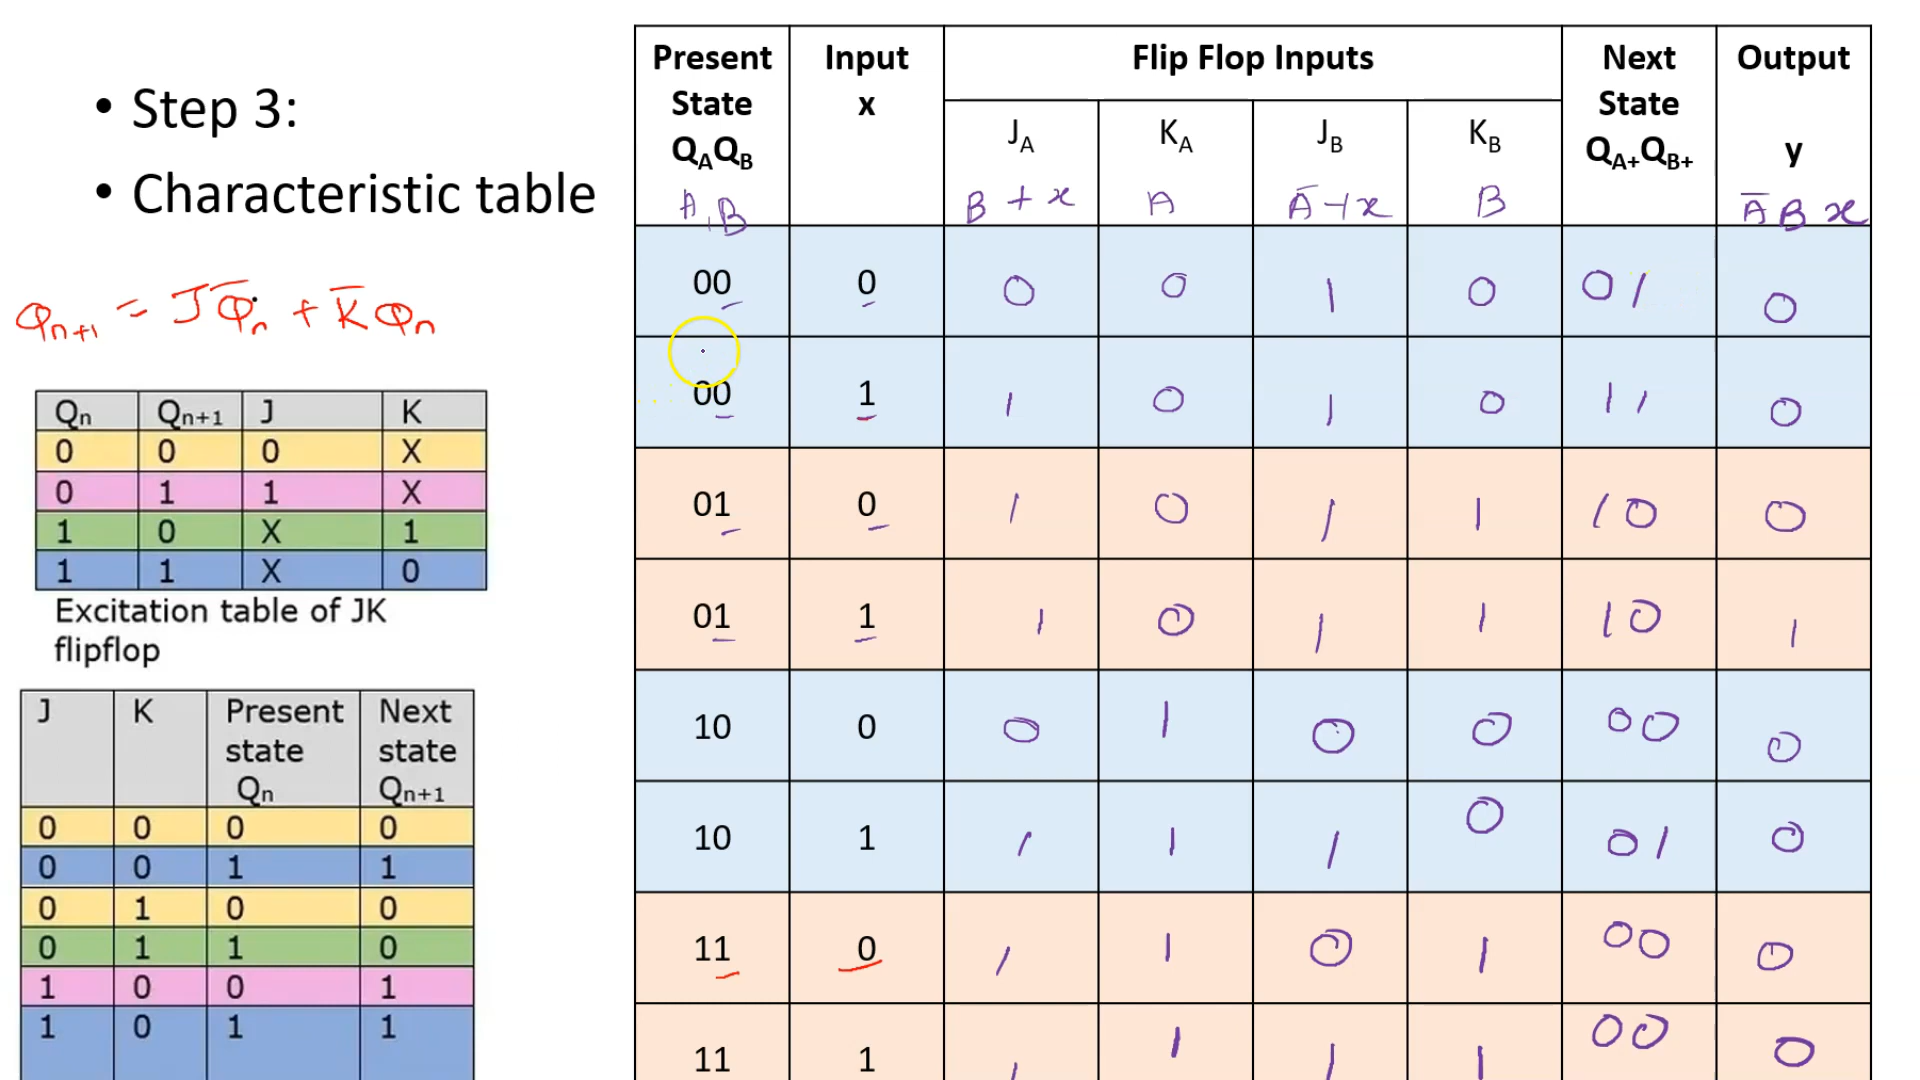 • Step 3:
• Characteristic table
Qn+1 = JQ̅n + K̅Qn
Qn Qn+1 J K
0 0 0 X
0 1 1 X
1 0 X 1
1 1 X 0
Excitation table of JK
flipflop
J K Present state Qn Next state Qn+1
0 0 0 0
0 0 1 1
0 1 0 0
0 1 1 0
1 0 0 1
1 0 1 1
Present State QAQB Input x Flip Flop Inputs Next State QA+QB+ Output y
JA KA JB KB
A,B B + x A A̅ + x B A̅ B x
00 0 0 0 1 0 01 0
00 1 1 0 1 0 11 0
01 0 1 0 1 1 10 0
01 1 1 0 1 1 10 1
10 0 0 1 0 0 00 0
10 1 1 1 1 0 01 0
11 0 1 1 0 1 00 0
11 1 1 1 1 1 00 0